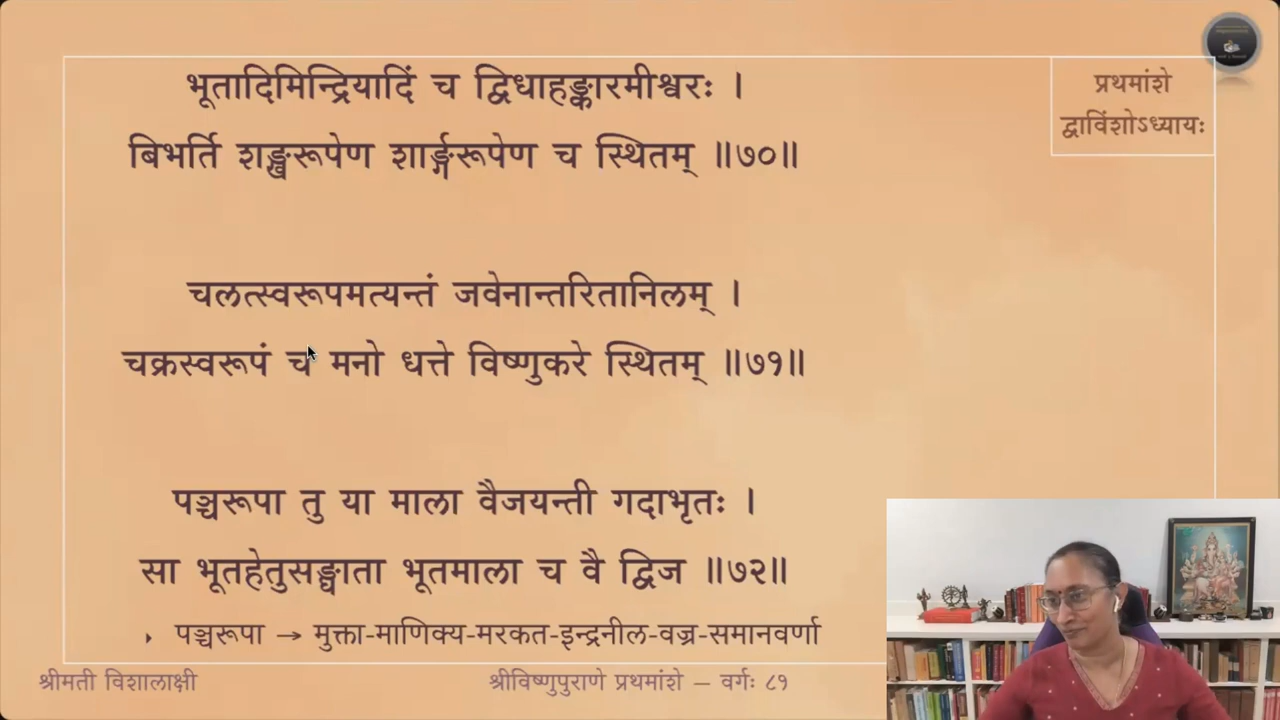 भूतादिमिन्द्रियादिं च द्विधाहङ्कारमीश्वरः ।
बिभर्ति शङ्खरूपेण शार्ङ्गरूपेण च स्थितम् ॥७०॥
प्रथमांशे
द्वाविंशोऽध्यायः
चलत्स्वरूपमत्यन्तं जवेनान्तरितानिलम् ।
चक्रस्वरूपं च मनो धत्ते विष्णुकरे स्थितम् ॥७१॥
पञ्चरूपा तु या माला वैजयन्ती गदाभृतः ।
सा भूतहेतुसङ्घाता भूतमाला च वै द्विज ॥७२॥
पञ्चरूपा → मुक्ता-माणिक्य-मरकत-इन्द्रनील-वज्र-समानवर्णा
श्रीमती विशालाक्षी
श्रीविष्णुपुराणे प्रथमांशे – वर्गः ८१